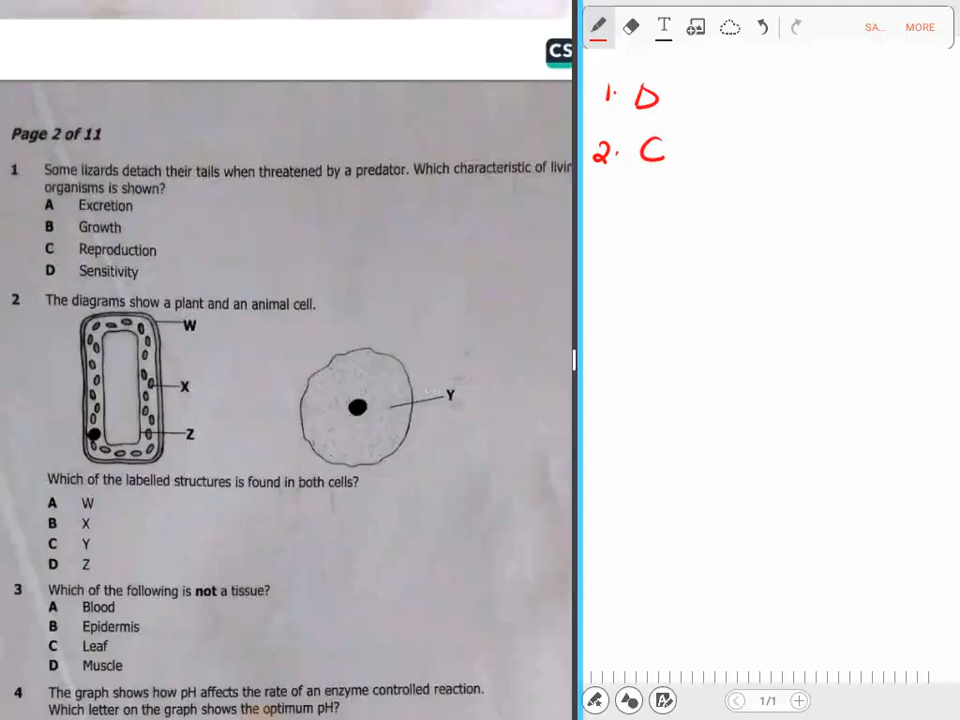 CS
SA...
MORE
1. D
2. C
Page 2 of 11
1 Some lizards detach their tails when threatened by a predator. Which characteristic of livin
organisms is shown?
A Excretion
B Growth
C Reproduction
D Sensitivity
2 The diagrams show a plant and an animal cell.
W
X
Y
Z
Which of the labelled structures is found in both cells?
A W
B X
C Y
D Z
3 Which of the following is not a tissue?
A Blood
B Epidermis
C Leaf
D Muscle
4 The graph shows how pH affects the rate of an enzyme controlled reaction.
Which letter on the graph shows the optimum pH?
T
1/1